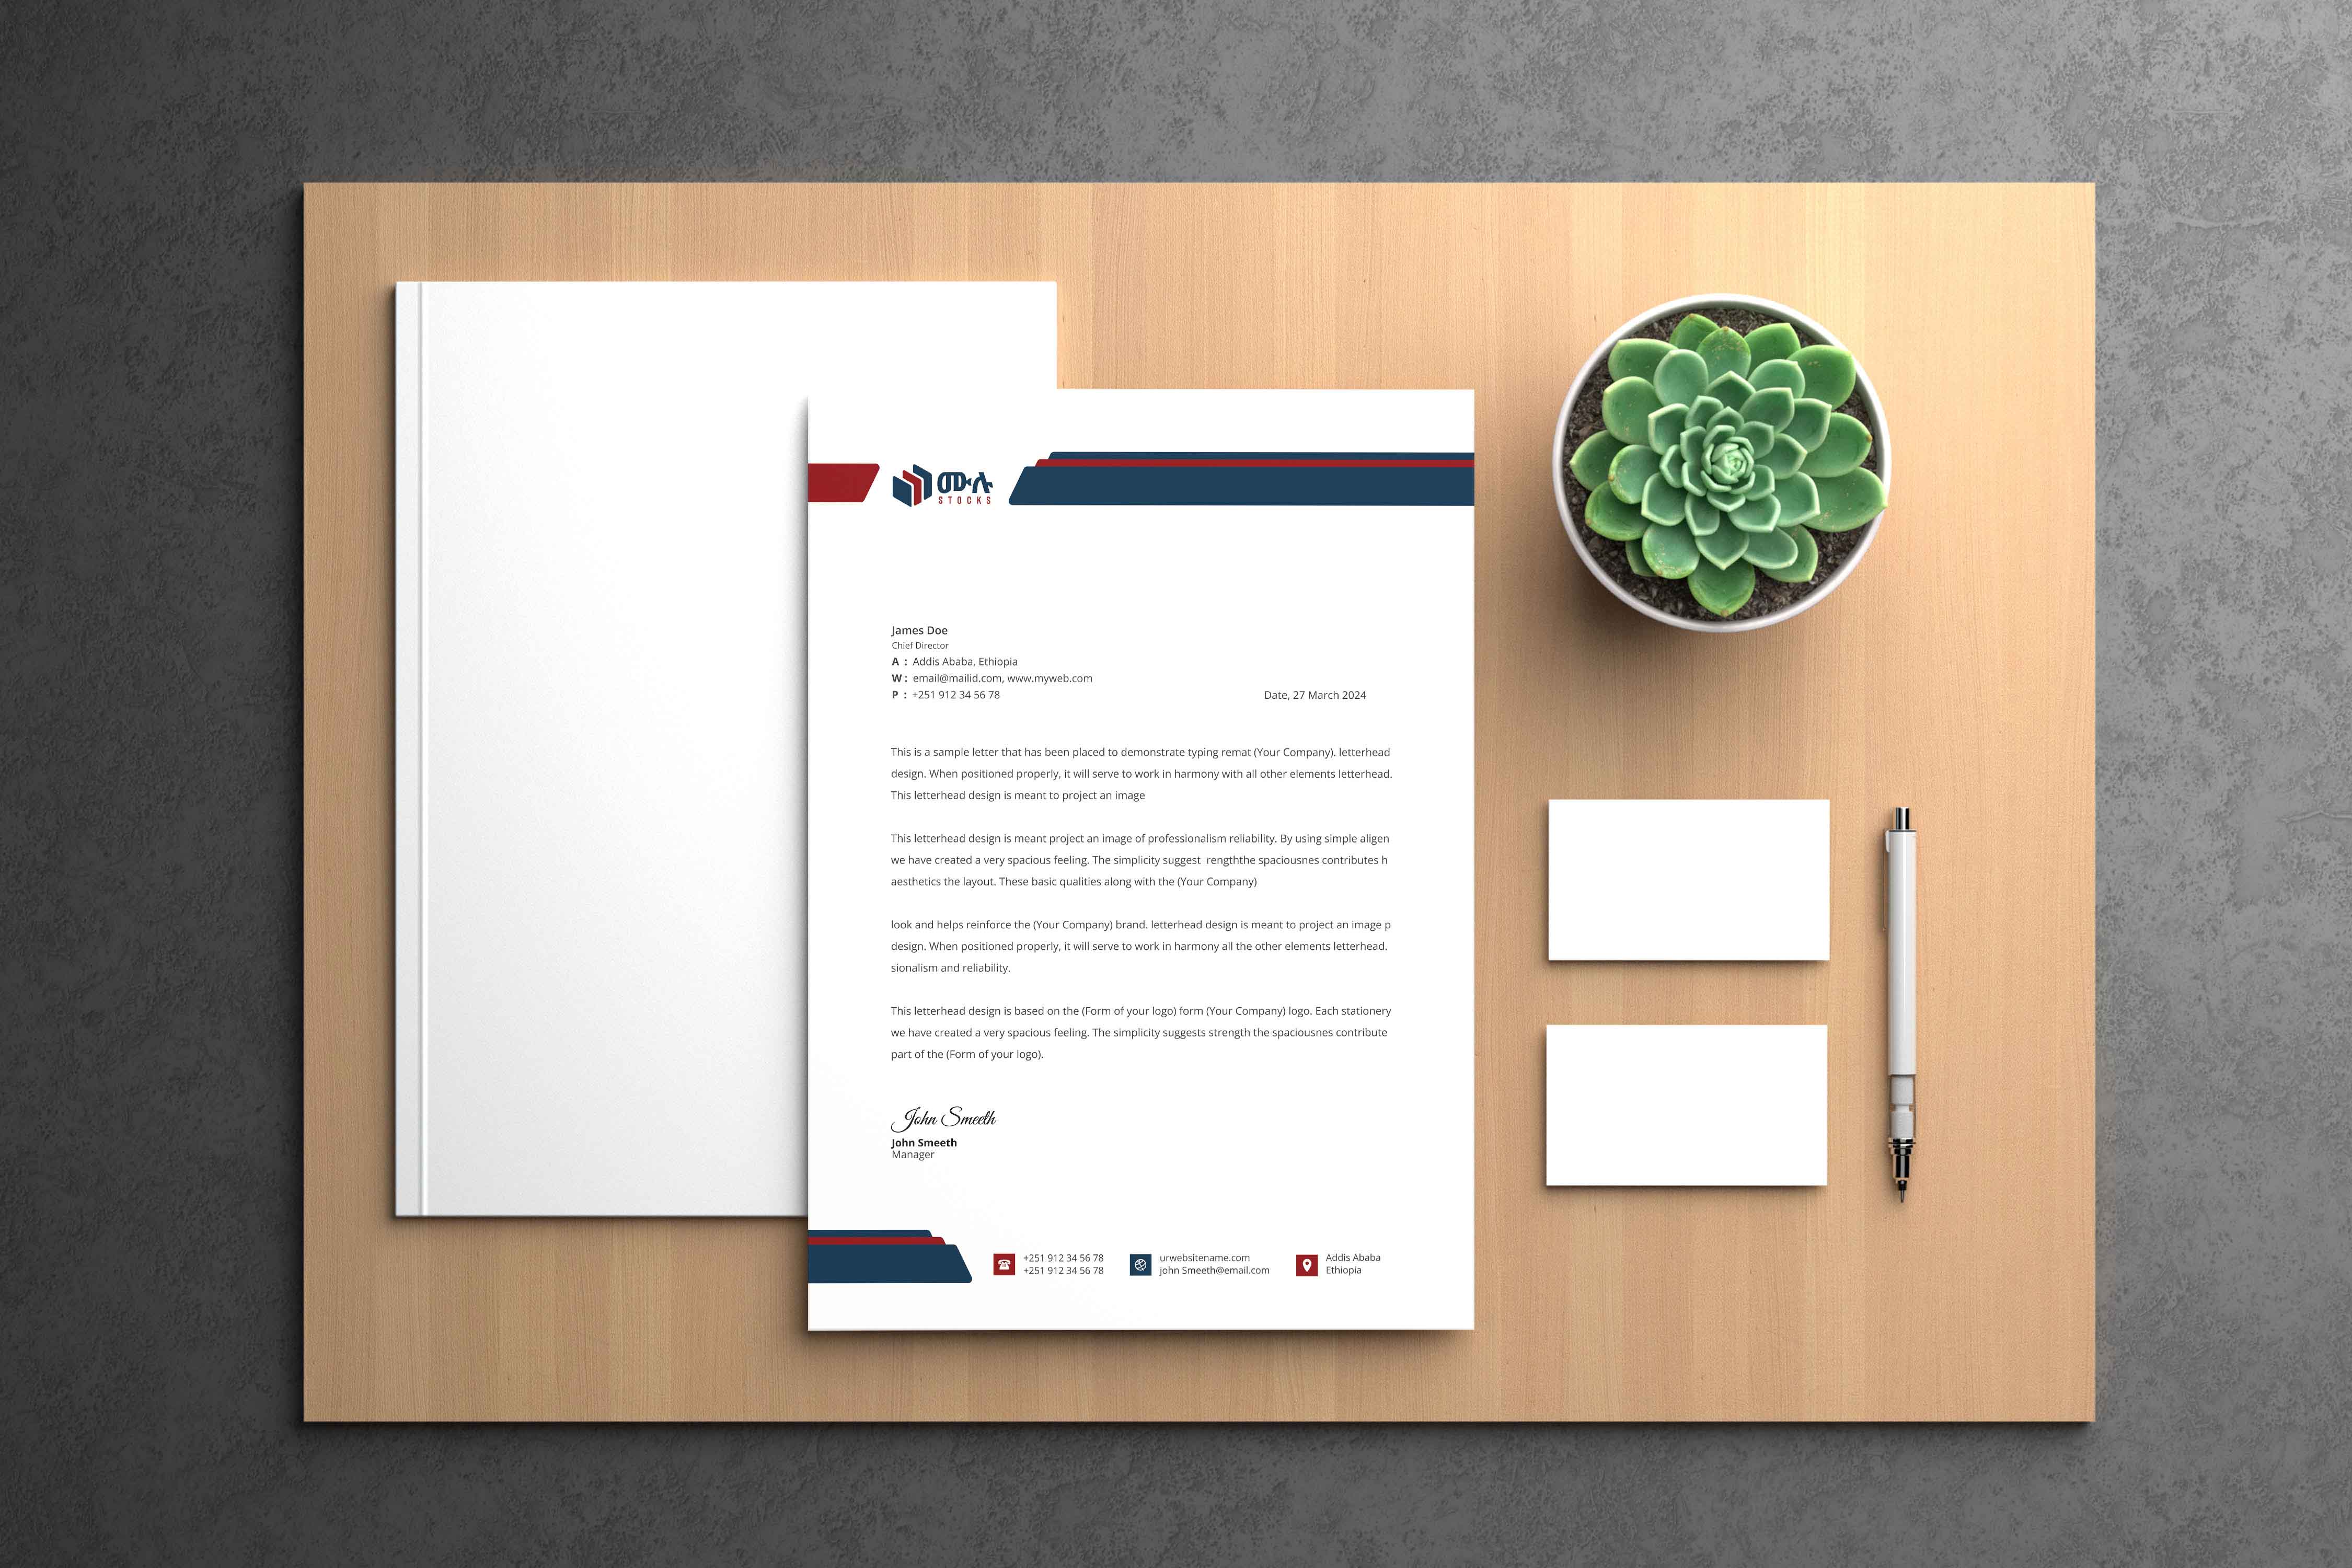 ሙሉ
STOCKS
James Doe
Chief Director
A : Addis Ababa, Ethiopia
W : email@mailid.com, www.myweb.com
P : +251 912 34 56 78
Date, 27 March 2024
This is a sample letter that has been placed to demonstrate typing remat (Your Company). letterhead
design. When positioned properly, it will serve to work in harmony with all other elements letterhead.
This letterhead design is meant to project an image
This letterhead design is meant project an image of professionalism reliability. By using simple aligen
we have created a very spacious feeling. The simplicity suggest rengththe spaciousnes contributes h
aesthetics the layout. These basic qualities along with the (Your Company)
look and helps reinforce the (Your Company) brand. letterhead design is meant to project an image p
design. When positioned properly, it will serve to work in harmony all the other elements letterhead.
sionalism and reliability.
This letterhead design is based on the (Form of your logo) form (Your Company) logo. Each stationery
we have created a very spacious feeling. The simplicity suggests strength the spaciousnes contribute
part of the (Form of your logo).
John Smeeth
John Smeeth
Manager
+251 912 34 56 78
+251 912 34 56 78
urwebsitename.com
john Smeeth@email.com
Addis Ababa
Ethiopia